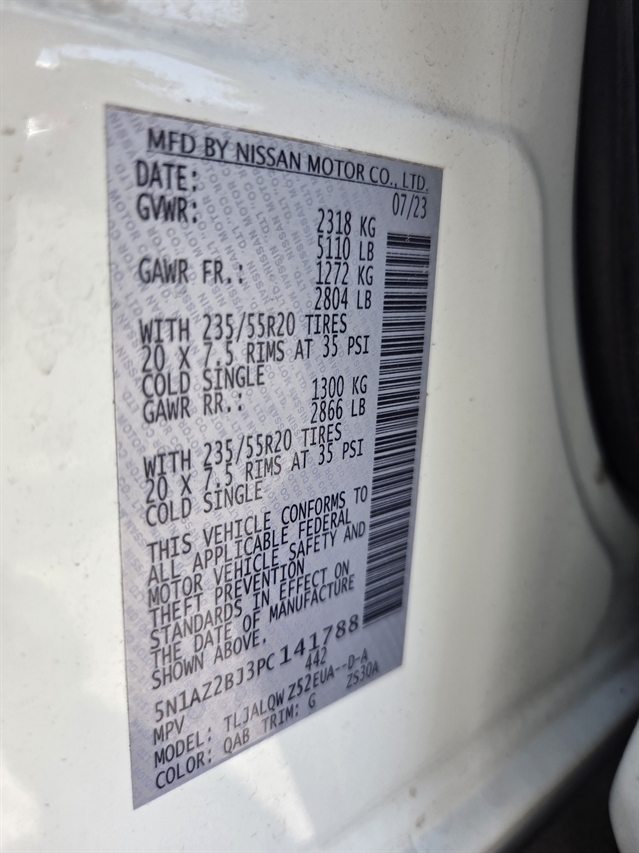 MFD BY NISSAN MOTOR CO., LTD.
DATE: 07/23
GVWR: 2318 KG
5110 LB
GAWR FR.: 1272 KG
2804 LB
WITH 235/55R20 TIRES
20 X 7.5 RIMS AT 35 PSI
COLD SINGLE
GAWR RR.: 1300 KG
2866 LB
WITH 235/55R20 TIRES
20 X 7.5 RIMS AT 35 PSI
COLD SINGLE
THIS VEHICLE CONFORMS TO
ALL APPLICABLE FEDERAL
MOTOR VEHICLE SAFETY AND
THEFT PREVENTION
STANDARDS IN EFFECT ON
THE DATE OF MANUFACTURE
SHOWN ABOVE.
5N1AZ2BJ3PC141788
MPV 442
MODEL: TLJALQWZ52EUA--D-A
COLOR: QAB TRIM: G ZS30A